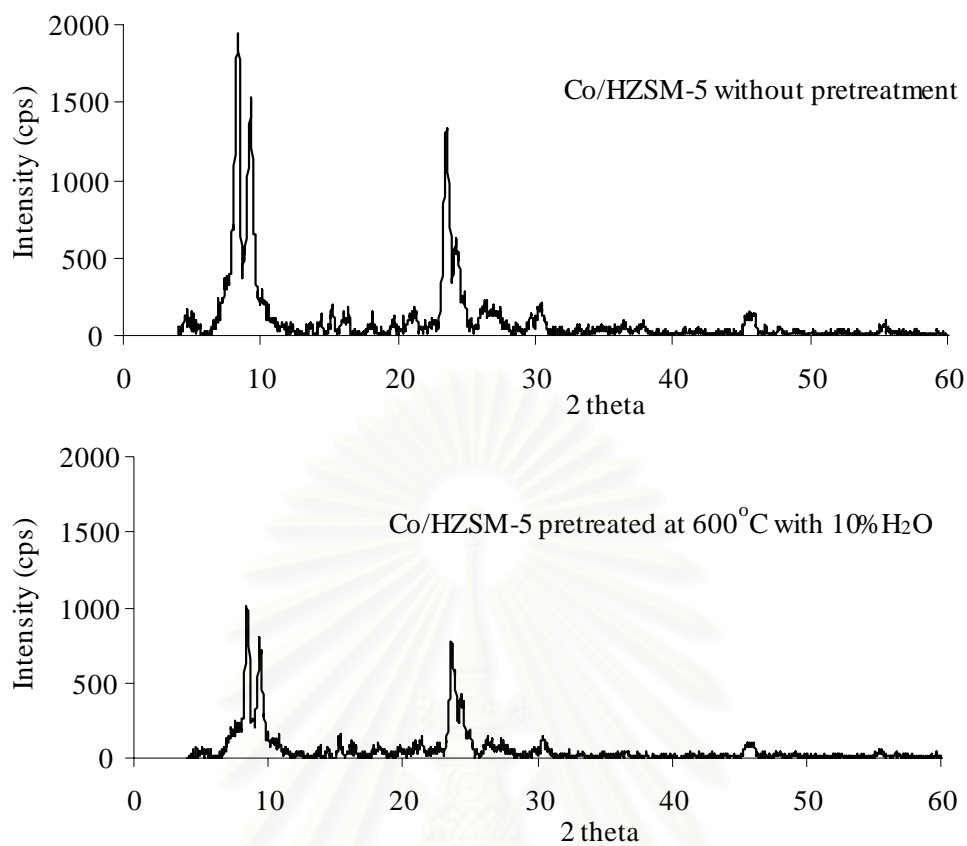 2000
1500
1000
500
0
Intensity (cps)
Co/HZSM-5 without pretreatment
0 10 20 30 40 50 60
2 theta
2000
1500
1000
500
0
Intensity (cps)
Co/HZSM-5 pretreated at 600°C with 10%H₂O
0 10 20 30 40 50 60
2 theta